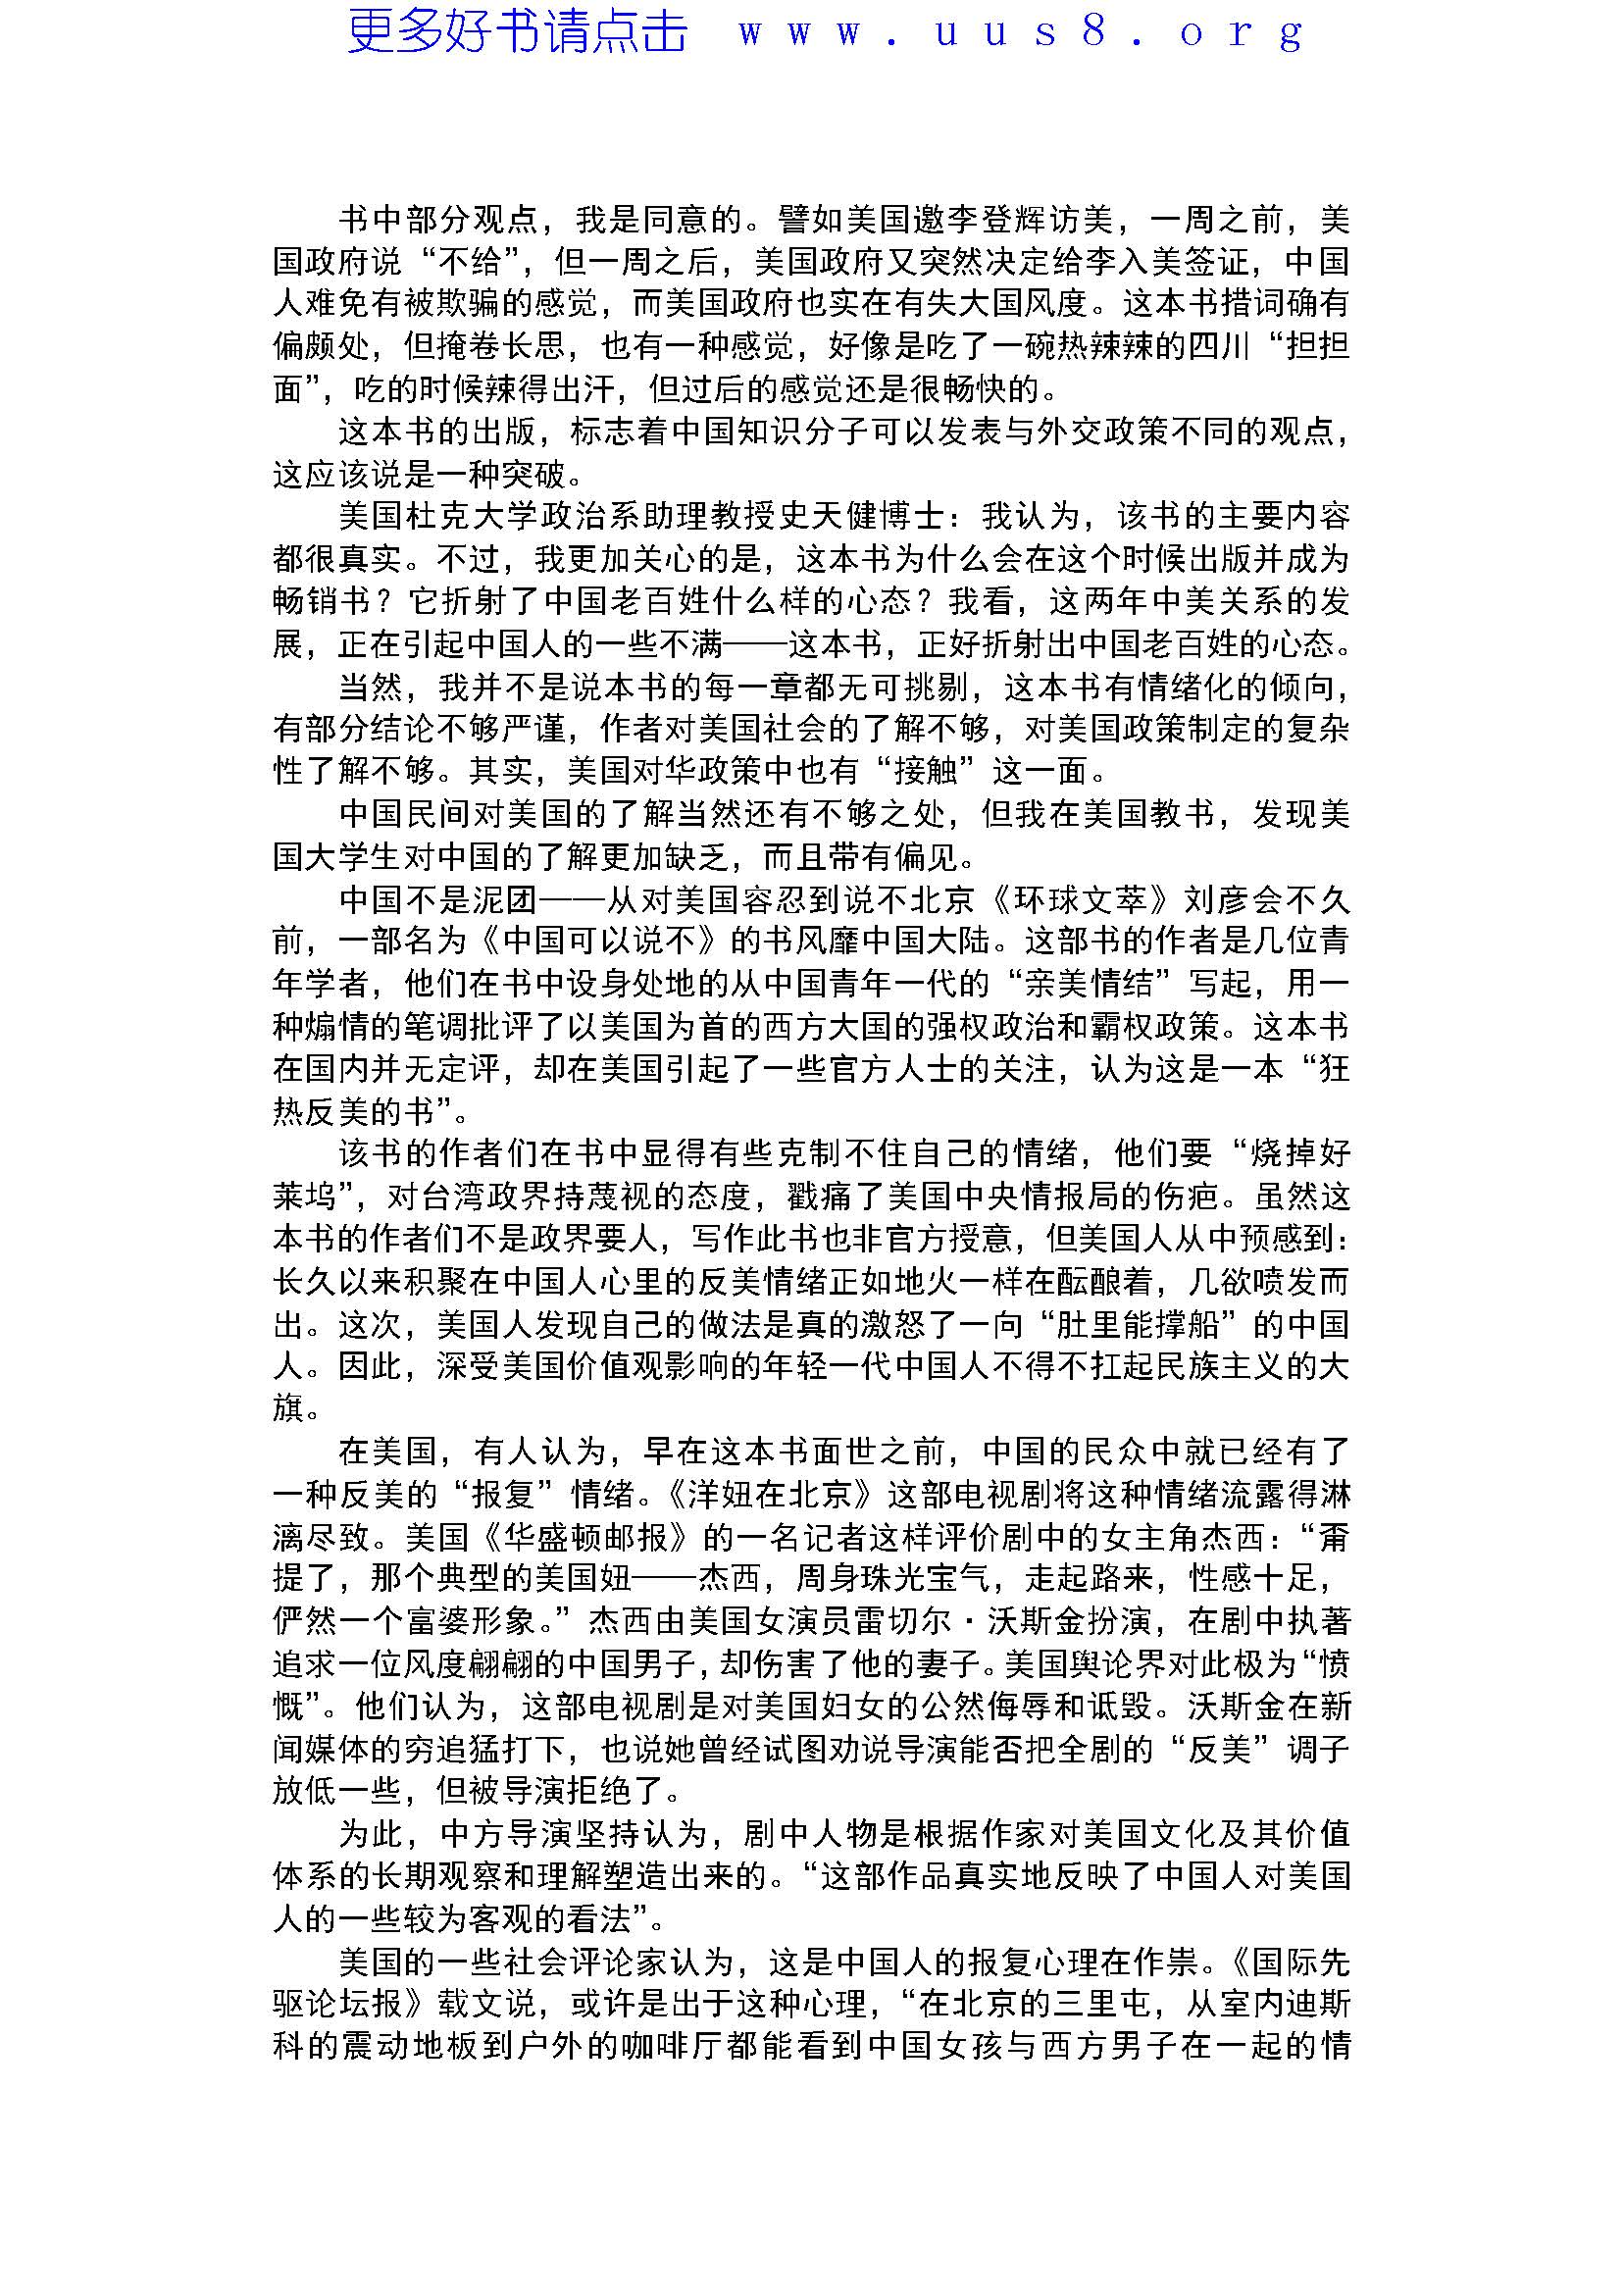 更多好书请点击 www.uus8.org
书中部分观点，我是同意的。譬如美国邀李登辉访美，一周之前，美
国政府说“不给”，但一周之后，美国政府又突然决定给李入美签证，中国
人难免有被欺骗的感觉，而美国政府也实在有失大国风度。这本书措词确有
偏颇处，但掩卷长思，也有一种感觉，好像是吃了一碗热辣辣的四川“担担
面”，吃的时候辣得出汗，但过后的感觉还是很畅快的。
这本书的出版，标志着中国知识分子可以发表与外交政策不同的观点，
这应该说是一种突破。
美国杜克大学政治系助理教授史天健博士：我认为，该书的主要内容
都很真实。不过，我更加关心的是，这本书为什么会在这个时候出版并成为
畅销书？它折射了中国老百姓什么样的心态？我看，这两年中美关系的发
展，正在引起中国人的一些不满——这本书，正好折射出中国老百姓的心态。
当然，我并不是说本书的每一章都无可挑剔，这本书有情绪化的倾向，
有部分结论不够严谨，作者对美国社会的了解不够，对美国政策制定的复杂
性了解不够。其实，美国对华政策中也有“接触”这一面。
中国民间对美国的了解当然还有不够之处，但我在美国教书，发现美
国大学生对中国的了解更加缺乏，而且带有偏见。
中国不是泥团——从对美国容忍到说不北京《环球文萃》刘彦会不久
前，一部名为《中国可以说不》的书风靡中国大陆。这部书的作者是几位青
年学者，他们在书中设身处地的从中国青年一代的“亲美情结”写起，用一
种煽情的笔调批评了以美国为首的西方大国的强权政治和霸权政策。这本书
在国内并无定评，却在美国引起了一些官方人士的关注，认为这是一本“狂
热反美的书”。
该书的作者们在书中显得有些克制不住自己的情绪，他们要“烧掉好
莱坞”，对台湾政界持蔑视的态度，戳痛了美国中央情报局的伤疤。虽然这
本书的作者们不是政界要人，写作此书也非官方授意，但美国人从中预感到：
长久以来积聚在中国人心里的反美情绪正如地火一样在酝酿着，几欲喷发而
出。这次，美国人发现自己的做法是真的激怒了一向“肚里能撑船”的中国
人。因此，深受美国价值观影响的年轻一代中国人不得不扛起民族主义的大
旗。
在美国，有人认为，早在这本书面世之前，中国的民众中就已经有了
一种反美的“报复”情绪。《洋妞在北京》这部电视剧将这种情绪流露得淋
漓尽致。美国《华盛顿邮报》的一名记者这样评价剧中的女主角杰西：“甭
提了，那个典型的美国妞——杰西，周身珠光宝气，走起路来，性感十足，
俨然一个富婆形象。”杰西由美国女演员雷切尔·沃斯金扮演，在剧中执著
追求一位风度翩翩的中国男子，却伤害了他的妻子。美国舆论界对此极为“愤
慨”。他们认为，这部电视剧是对美国妇女的公然侮辱和诋毁。沃斯金在新
闻媒体的穷追猛打下，也说她曾经试图劝说导演能否把全剧的“反美”调子
放低一些，但被导演拒绝了。
为此，中方导演坚持认为，剧中人物是根据作家对美国文化及其价值
体系的长期观察和理解塑造出来的。“这部作品真实地反映了中国人对美国
人的一些较为客观的看法”。
美国的一些社会评论家认为，这是中国人的报复心理在作祟。《国际先
驱论坛报》载文说，或许是出于这种心理，“在北京的三里屯，从室内迪斯
科的震动地板到户外的咖啡厅都能看到中国女孩与西方男子在一起的情